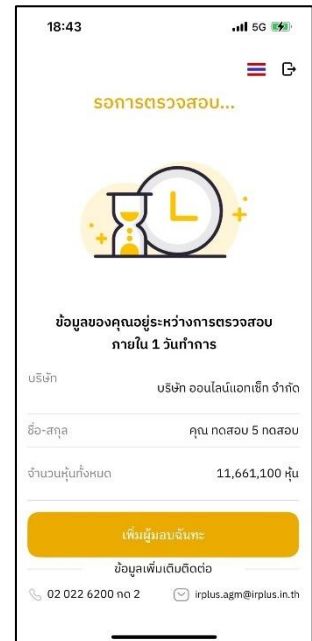 18:43
5G
รอการตรวจสอบ...
ข้อมูลของคุณอยู่ระหว่างการตรวจสอบ
ภายใน 1 วันทำการ
บริษัท
บริษัท ออนไลน์แอทเซ็ท จำกัด
ชื่อ-สกุล คุณ ทดสอบ 5 ทดสอบ
จำนวนหุ้นทั้งหมด 11,661,100 หุ้น
เพิ่มผู้มอบฉันทะ
ข้อมูลเพิ่มเติมติดต่อ
02 022 6200 กด 2 irplus.agm@irplus.in.th